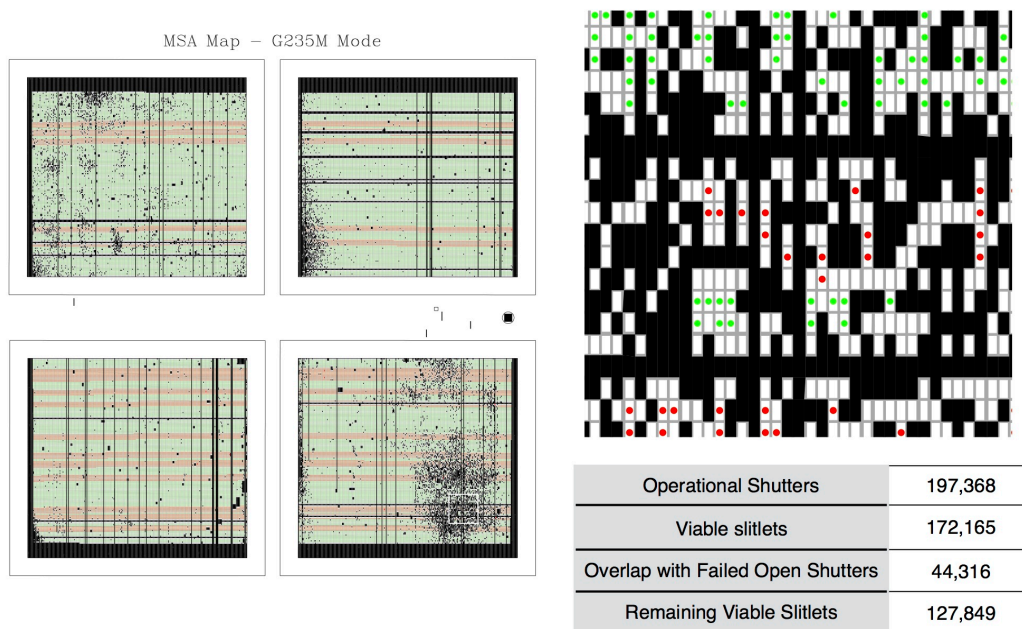 MSA Map – G235M Mode
Operational Shutters 197,368
Viable slitlets 172,165
Overlap with Failed Open Shutters 44,316
Remaining Viable Slitlets 127,849